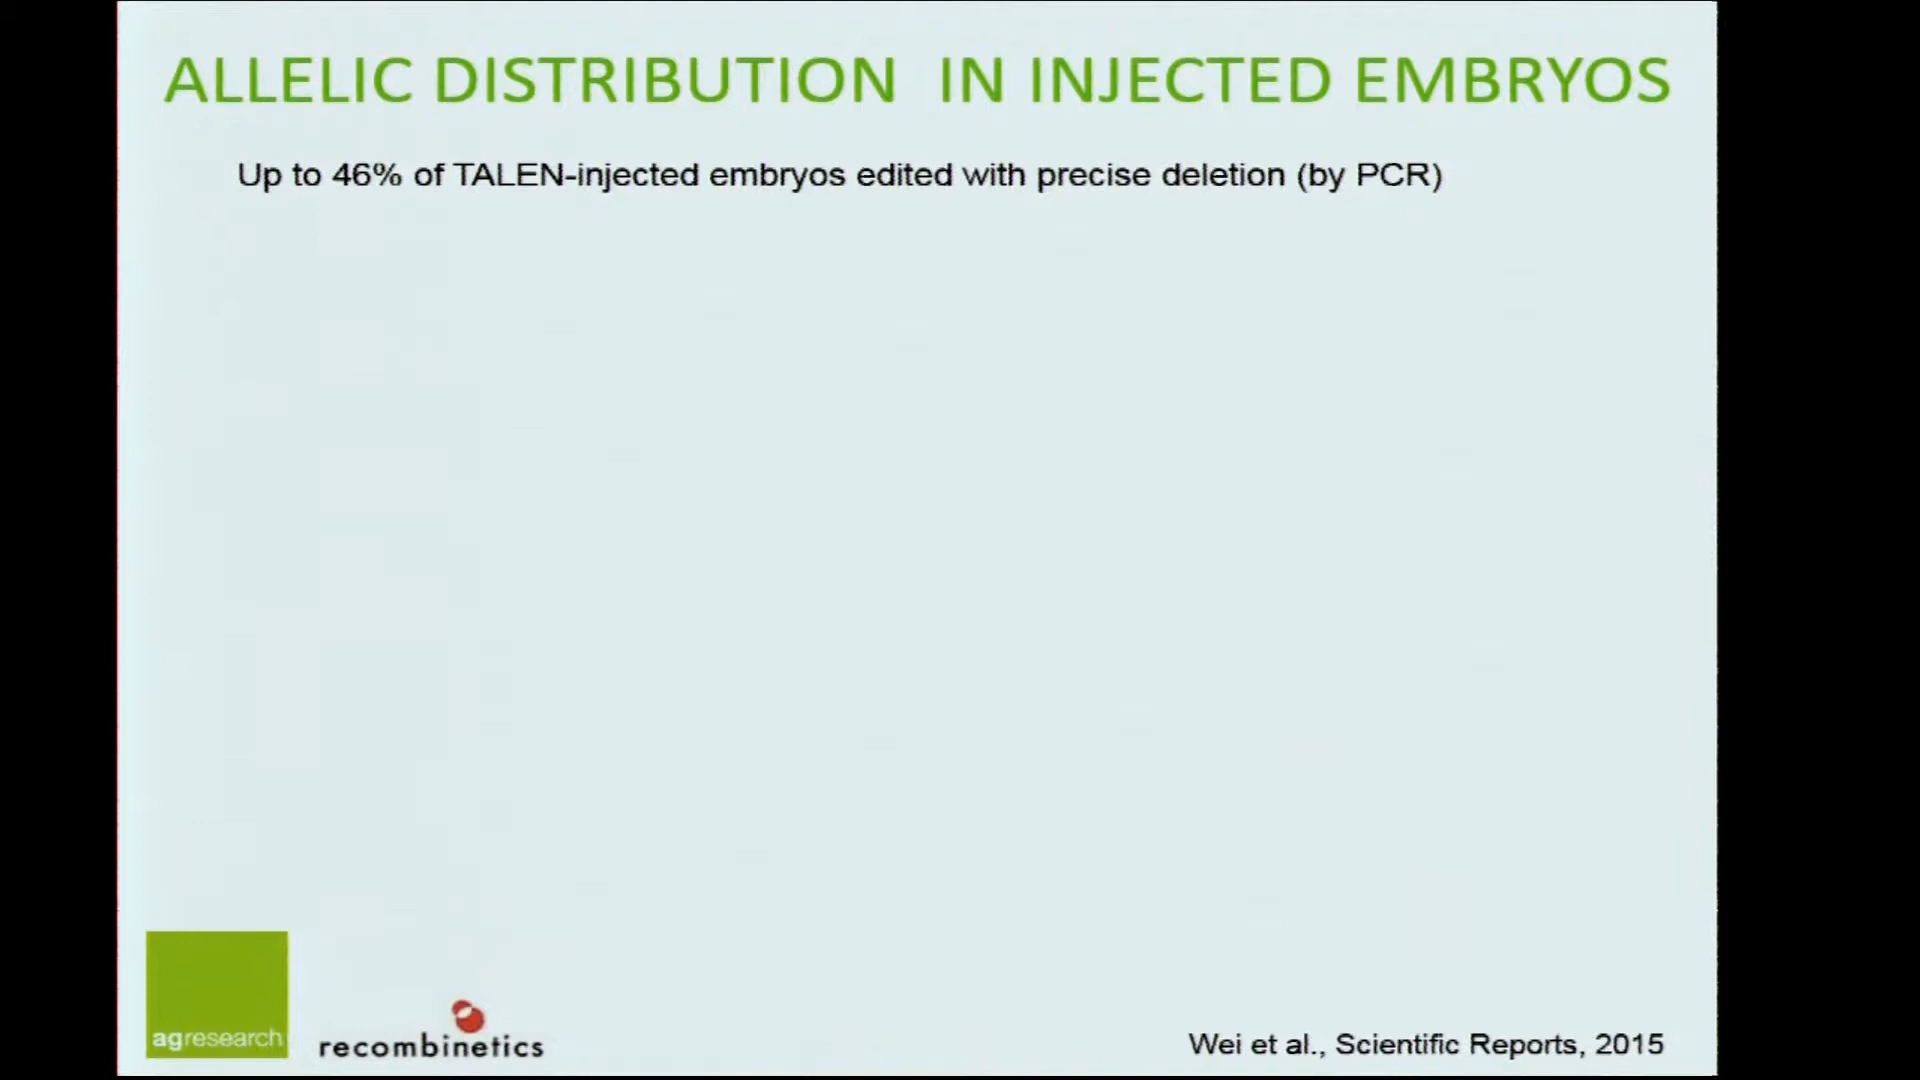 ALLELIC DISTRIBUTION IN INJECTED EMBRYOS
Up to 46% of TALEN-injected embryos edited with precise deletion (by PCR)
agresearch
recombinetics
Wei et al., Scientific Reports, 2015